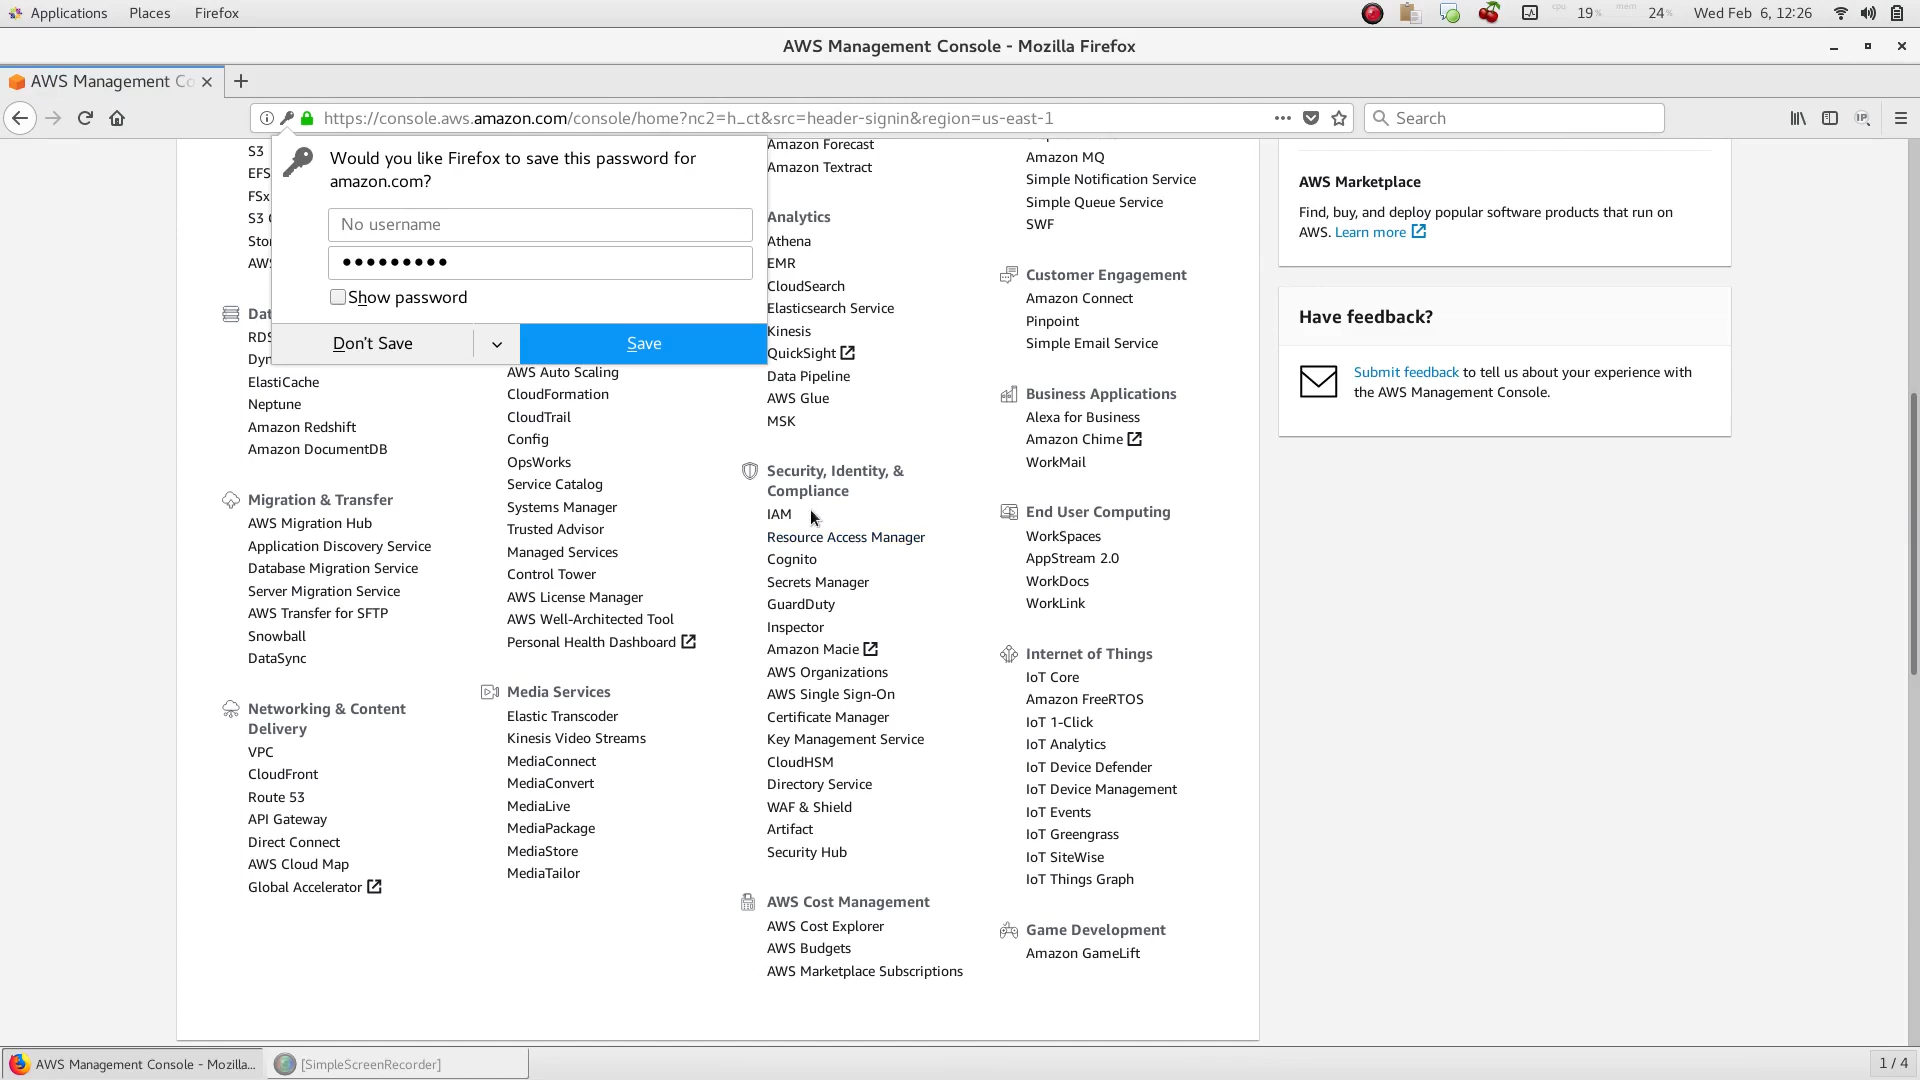 Applications Places Firefox
cpu 19% mem 24% Wed Feb 6, 12:26
AWS Management Console - Mozilla Firefox
AWS Management Co
https://console.aws.amazon.com/console/home?nc2=h_ct&src=header-signin&region=us-east-1
Search
IP
Would you like Firefox to save this password for
amazon.com?
No username
●●●●●●●●●
Show password
Don't Save
Save
S3
EFS
FSx
S3
AWS
RDS
ElastiCache
Neptune
Amazon Redshift
Amazon DocumentDB
Migration & Transfer
AWS Migration Hub
Application Discovery Service
Database Migration Service
Server Migration Service
AWS Transfer for SFTP
Snowball
DataSync
Networking & Content
Delivery
VPC
CloudFront
Route 53
API Gateway
Direct Connect
AWS Cloud Map
Global Accelerator
AWS Auto Scaling
CloudFormation
CloudTrail
Config
OpsWorks
Service Catalog
Systems Manager
Trusted Advisor
Managed Services
Control Tower
AWS License Manager
AWS Well-Architected Tool
Personal Health Dashboard
Media Services
Elastic Transcoder
Kinesis Video Streams
MediaConnect
MediaConvert
MediaLive
MediaPackage
MediaStore
MediaTailor
Amazon Forecast
Amazon Textract
Analytics
Athena
EMR
CloudSearch
Elasticsearch Service
Kinesis
QuickSight
Data Pipeline
AWS Glue
MSK
Security, Identity, &
Compliance
IAM
Resource Access Manager
Cognito
Secrets Manager
GuardDuty
Inspector
Amazon Macie
AWS Organizations
AWS Single Sign-On
Certificate Manager
Key Management Service
CloudHSM
Directory Service
WAF & Shield
Artifact
Security Hub
AWS Cost Management
AWS Cost Explorer
AWS Budgets
AWS Marketplace Subscriptions
Amazon MQ
Simple Notification Service
Simple Queue Service
SWF
Customer Engagement
Amazon Connect
Pinpoint
Simple Email Service
Business Applications
Alexa for Business
Amazon Chime
WorkMail
End User Computing
WorkSpaces
AppStream 2.0
WorkDocs
WorkLink
Internet of Things
IoT Core
Amazon FreeRTOS
IoT 1-Click
IoT Analytics
IoT Device Defender
IoT Device Management
IoT Events
IoT Greengrass
IoT SiteWise
IoT Things Graph
Game Development
Amazon GameLift
AWS Marketplace
Find, buy, and deploy popular software products that run on
AWS. Learn more
Have feedback?
Submit feedback to tell us about your experience with
the AWS Management Console.
AWS Management Console - Mozilla...
[SimpleScreenRecorder]
1 / 4